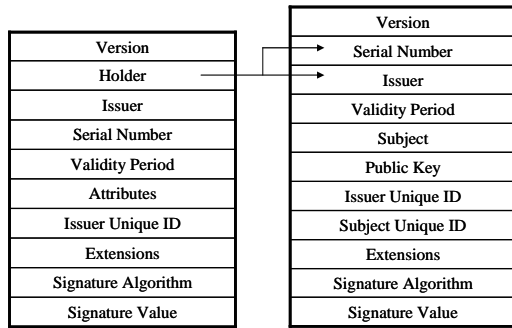 Version
Holder
Issuer
Serial Number
Validity Period
Attributes
Issuer Unique ID
Extensions
Signature Algorithm
Signature Value
Version
Serial Number
Issuer
Validity Period
Subject
Public Key
Issuer Unique ID
Subject Unique ID
Extensions
Signature Algorithm
Signature Value